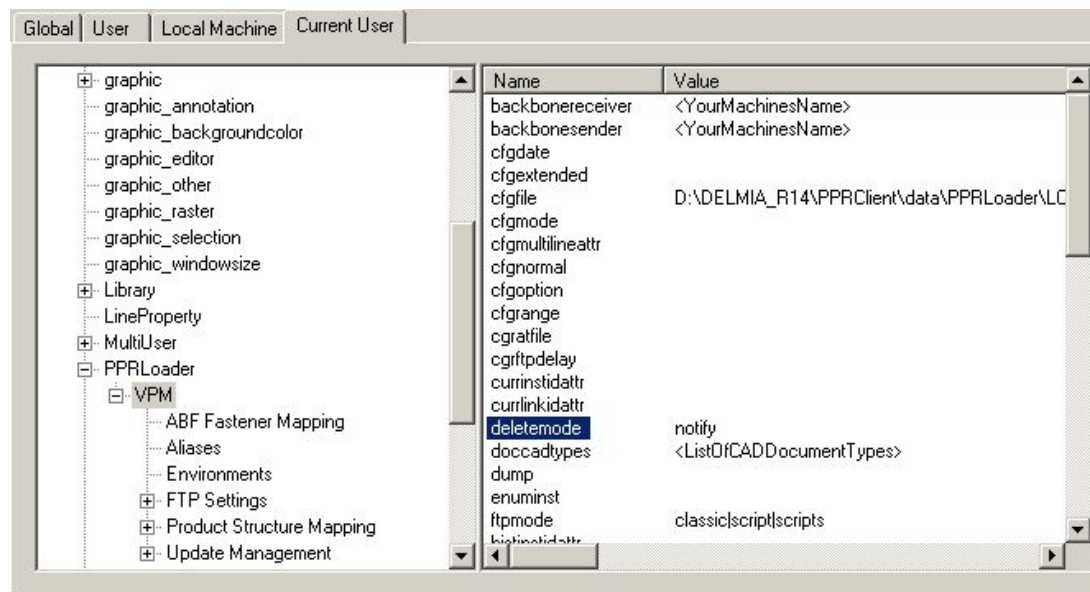 Global User Local Machine Current User
graphic
graphic_annotation
graphic_backgroundcolor
graphic_editor
graphic_other
graphic_raster
graphic_selection
graphic_windowsize
Library
LineProperty
MultiUser
PPRLoader
VPM
ABF Fastener Mapping
Aliases
Environments
FTP Settings
Product Structure Mapping
Update Management
Name Value
backbonereceiver <YourMachinesName>
backbonesender <YourMachinesName>
cfgdate
cfgextended
cfgfile D:\DELMIA_R14\PPRClient\data\PPRLoader\LC
cfgmode
cfgmultilineattr
cfgnormal
cfgoption
cfgrange
cgratfile
cgrftpdelay
currinstidattr
currlinkidattr
deletemode notify
doccadtypes <ListOfCADDocumentTypes>
dump
enuminst
ftpmode classic|script|scripts